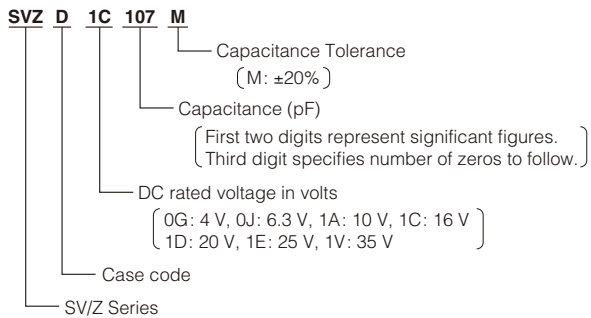 SVZ D 1C 107 M
Capacitance Tolerance
(M: ±20%)
Capacitance (pF)
(First two digits represent significant figures.
Third digit specifies number of zeros to follow.)
DC rated voltage in volts
(0G: 4 V, 0J: 6.3 V, 1A: 10 V, 1C: 16 V
1D: 20 V, 1E: 25 V, 1V: 35 V)
Case code
SV/Z Series